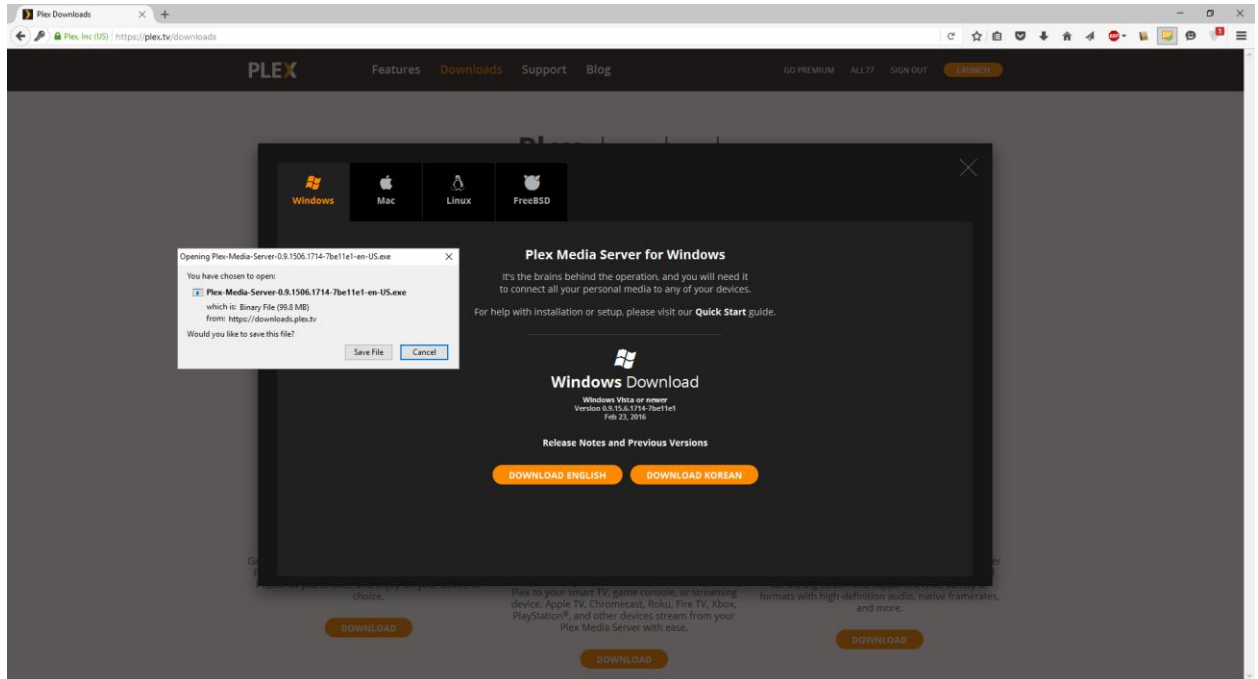 Plex Downloads
Plex, Inc (US) https://plex.tv/downloads
PLEX Features Downloads Support Blog GO PREMIUM ALL77 SIGN OUT LAUNCH
Windows Mac Linux FreeBSD
Opening Plex-Media-Server-0.9.1506.1714-7be11e1-en-US.exe
You have chosen to open:
Plex-Media-Server-0.9.1506.1714-7be11e1-en-US.exe
which is: Binary File (99.8 MB)
from: https://downloads.plex.tv
Would you like to save this file?
Save File Cancel
Plex Media Server for Windows
It's the brains behind the operation, and you will need it
to connect all your personal media to any of your devices.
For help with installation or setup, please visit our Quick Start guide.
Windows Download
Windows Vista or newer
Version 0.9.15.6.1714-7be11e1
Feb 23, 2016
Release Notes and Previous Versions
DOWNLOAD ENGLISH DOWNLOAD KOREAN
choice.
DOWNLOAD
Plex to your smart TV, game console, or streaming
device. Apple TV, Chromecast, Roku, Fire TV, Xbox,
PlayStation®, and other devices stream from your
Plex Media Server with ease.
DOWNLOAD
formats with high-definition audio, native framerates,
and more.
DOWNLOAD